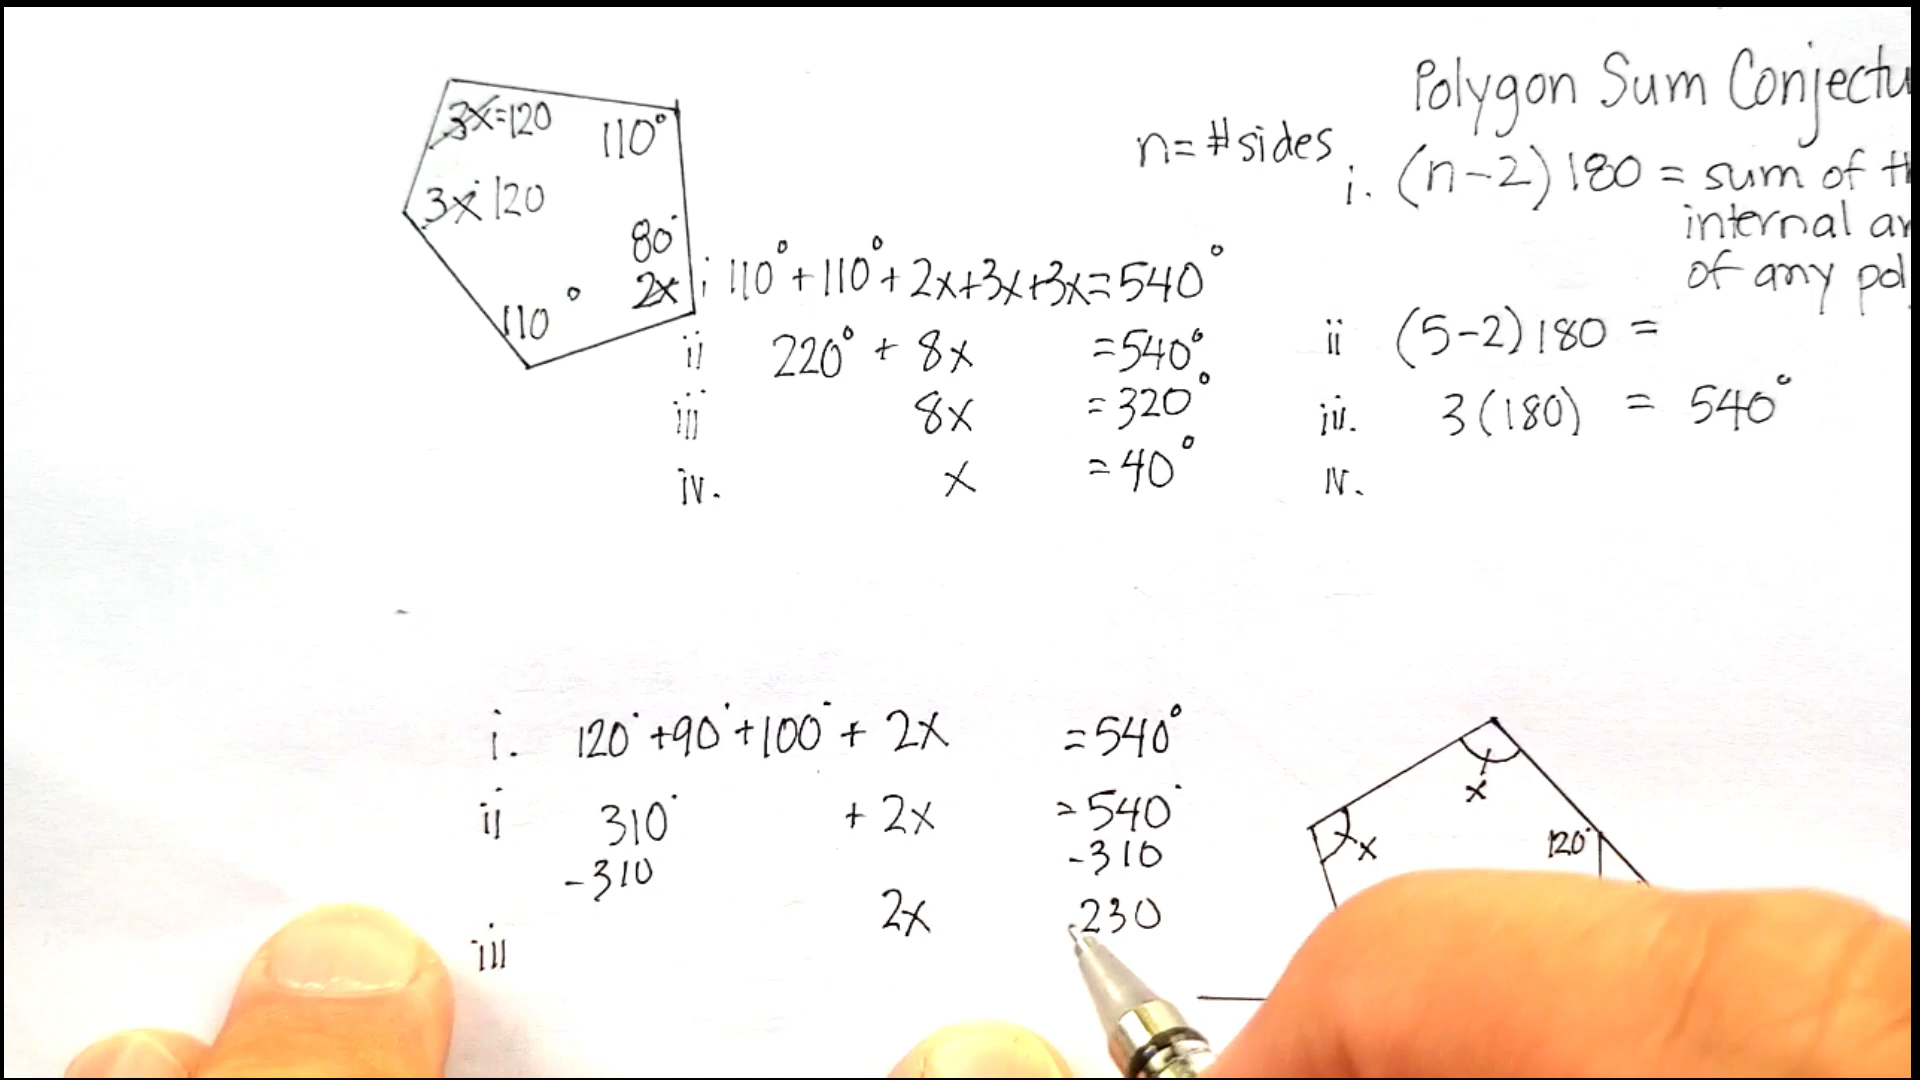 Polygon Sum Conjectu
n = # sides
i. (n-2) 180 = sum of th
internal an
of any pol
ii (5-2) 180 =
iii. 3(180) = 540°
iv.
3x=120
110°
3x 120
80°
2x
110°
i 110°+110°+2x+3x+3x=540°
ii 220° + 8x =540°
iii 8x =320°
iv. x =40°
i. 120°+90°+100°+ 2x =540°
ii 310° + 2x =540°
-310 -310
iii 2x 230
x
x
120°